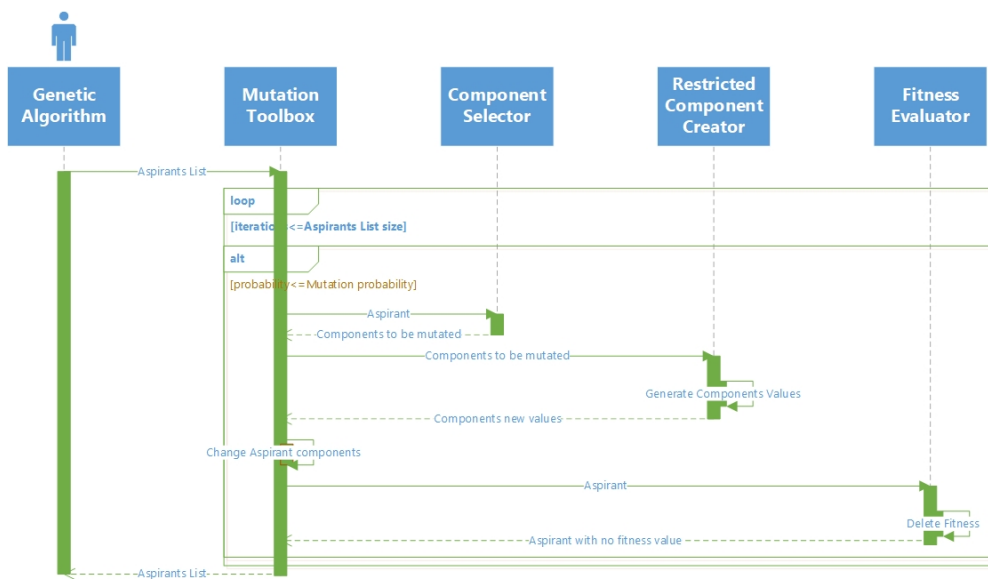 Genetic
Algorithm
Mutation
Toolbox
Component
Selector
Restricted
Component
Creator
Fitness
Evaluator
Aspirants List
loop
[iteration<=Aspirants List size]
alt
[probability<=Mutation probability]
Aspirant
Components to be mutated
Components to be mutated
Generate Components Values
Components new values
Change Aspirant components
Aspirant
Delete Fitness
Aspirant with no fitness value
Aspirants List